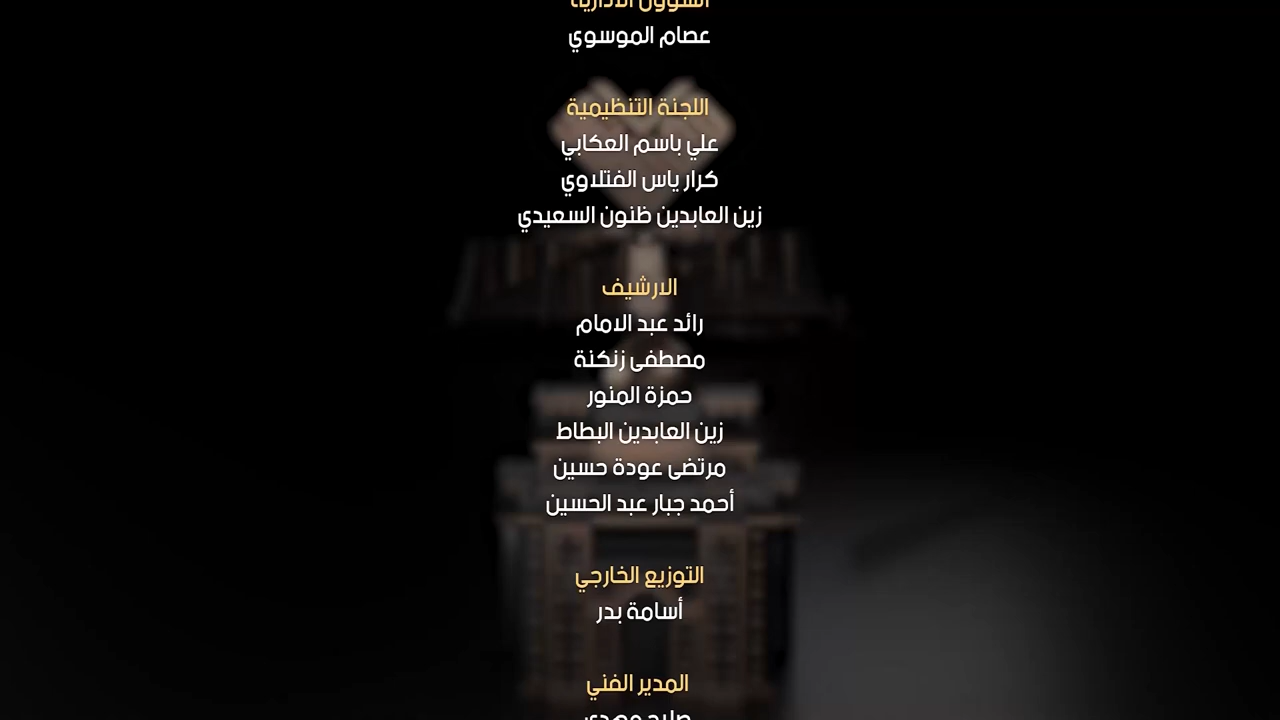 الشؤون الادارية
عصام الموسوي
اللجنة التنظيمية
علي باسم العكابي
كرار ياس الفتلاوي
زين العابدين ظنون السعيدي
الارشيف
رائد عبد الامام
مصطفى زنكنة
حمزة المنور
زين العابدين البطاط
مرتضى عودة حسين
أحمد جبار عبد الحسين
التوزيع الخارجي
أسامة بدر
المدير الفني